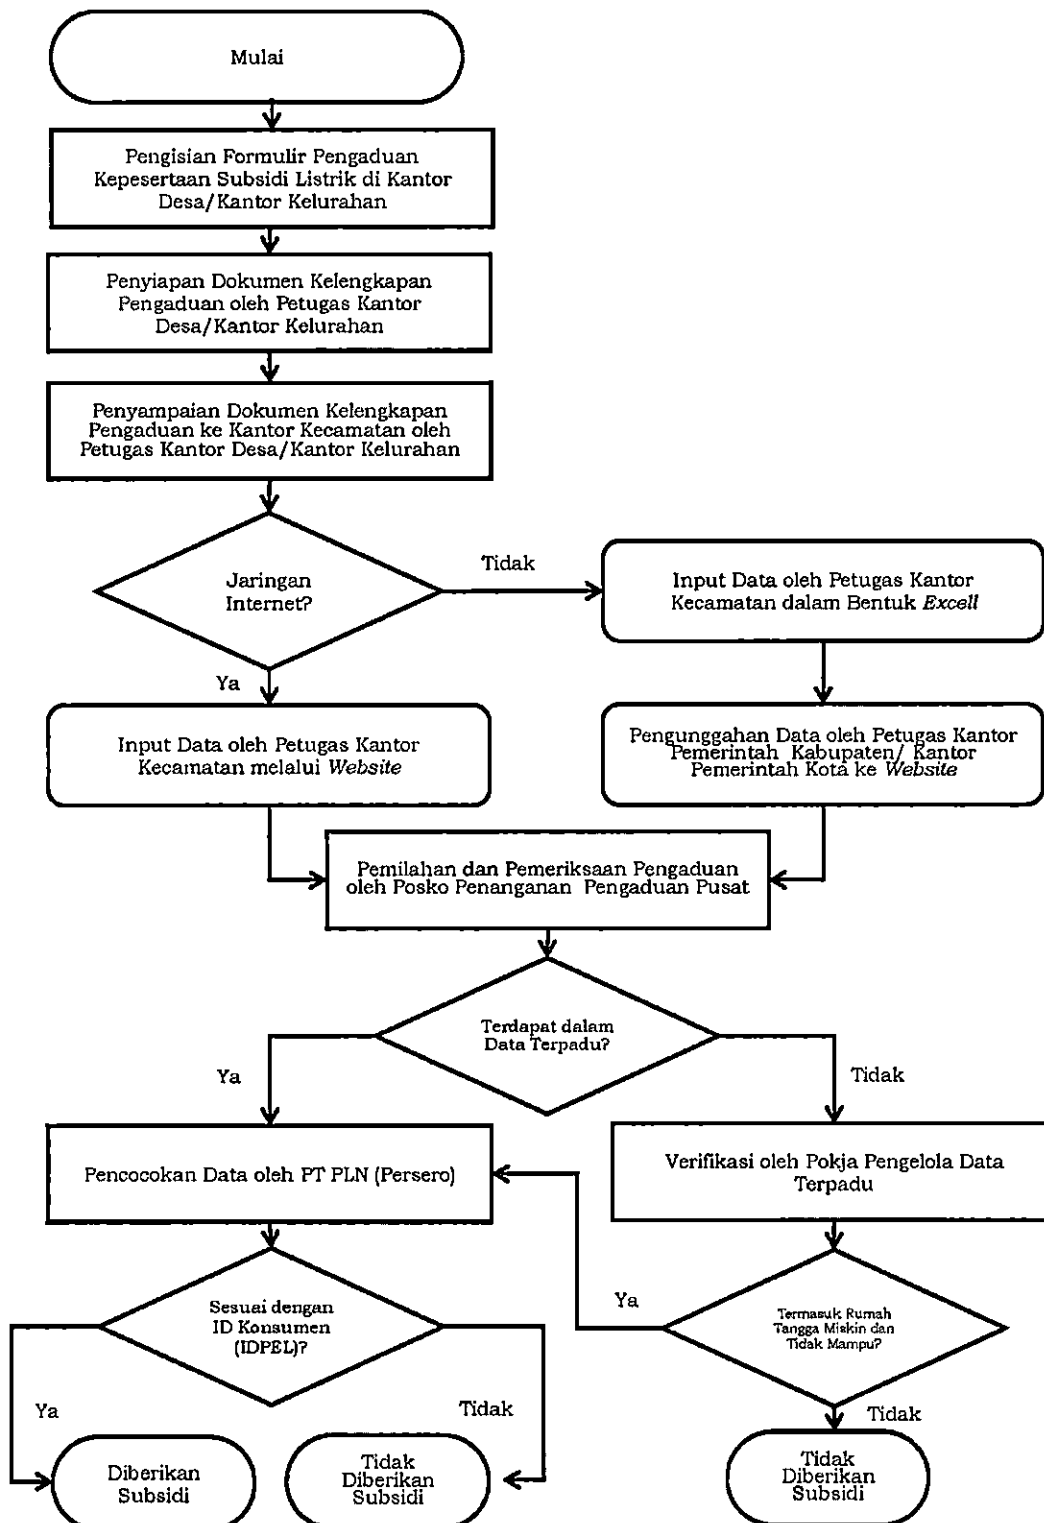 Mulai
Pengisian Formulir Pengaduan
Kepesertaan Subsidi Listrik di Kantor
Desa/Kantor Kelurahan
Penyiapan Dokumen Kelengkapan
Pengaduan oleh Petugas Kantor
Desa/Kantor Kelurahan
Penyampaian Dokumen Kelengkapan
Pengaduan ke Kantor Kecamatan oleh
Petugas Kantor Desa/Kantor Kelurahan
Jaringan
Internet?
Tidak
Input Data oleh Petugas Kantor
Kecamatan dalam Bentuk Excell
Ya
Input Data oleh Petugas Kantor
Kecamatan melalui Website
Pengunggahan Data oleh Petugas Kantor
Pemerintah Kabupaten/ Kantor
Pemerintah Kota ke Website
Pemilahan dan Pemeriksaan Pengaduan
oleh Posko Penanganan Pengaduan Pusat
Terdapat dalam
Data Terpadu?
Ya
Tidak
Pencocokan Data oleh PT PLN (Persero)
Verifikasi oleh Pokja Pengelola Data
Terpadu
Sesuai dengan
ID Konsumen
(IDPEL)?
Ya
Termasuk Rumah
Tangga Miskin dan
Tidak Mampu?
Ya
Tidak
Tidak
Diberikan
Subsidi
Tidak
Diberikan
Subsidi
Tidak
Diberikan
Subsidi